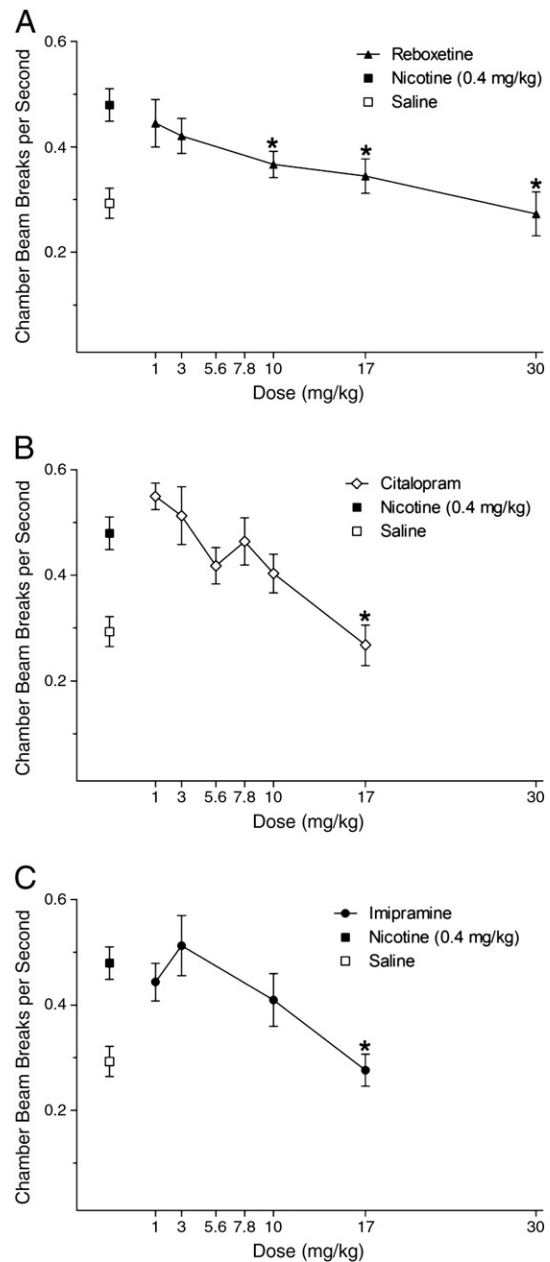 A
0.6
0.4
0.2
Chamber Beam Breaks per Second
Reboxetine
Nicotine (0.4 mg/kg)
Saline
*
*
*
1 3 5.6 7.8 10 17 30
Dose (mg/kg)
B
0.6
0.4
0.2
Chamber Beam Breaks per Second
Citalopram
Nicotine (0.4 mg/kg)
Saline
*
1 3 5.6 7.8 10 17 30
Dose (mg/kg)
C
0.6
0.4
0.2
Chamber Beam Breaks per Second
Imipramine
Nicotine (0.4 mg/kg)
Saline
*
1 3 5.6 7.8 10 17 30
Dose (mg/kg)